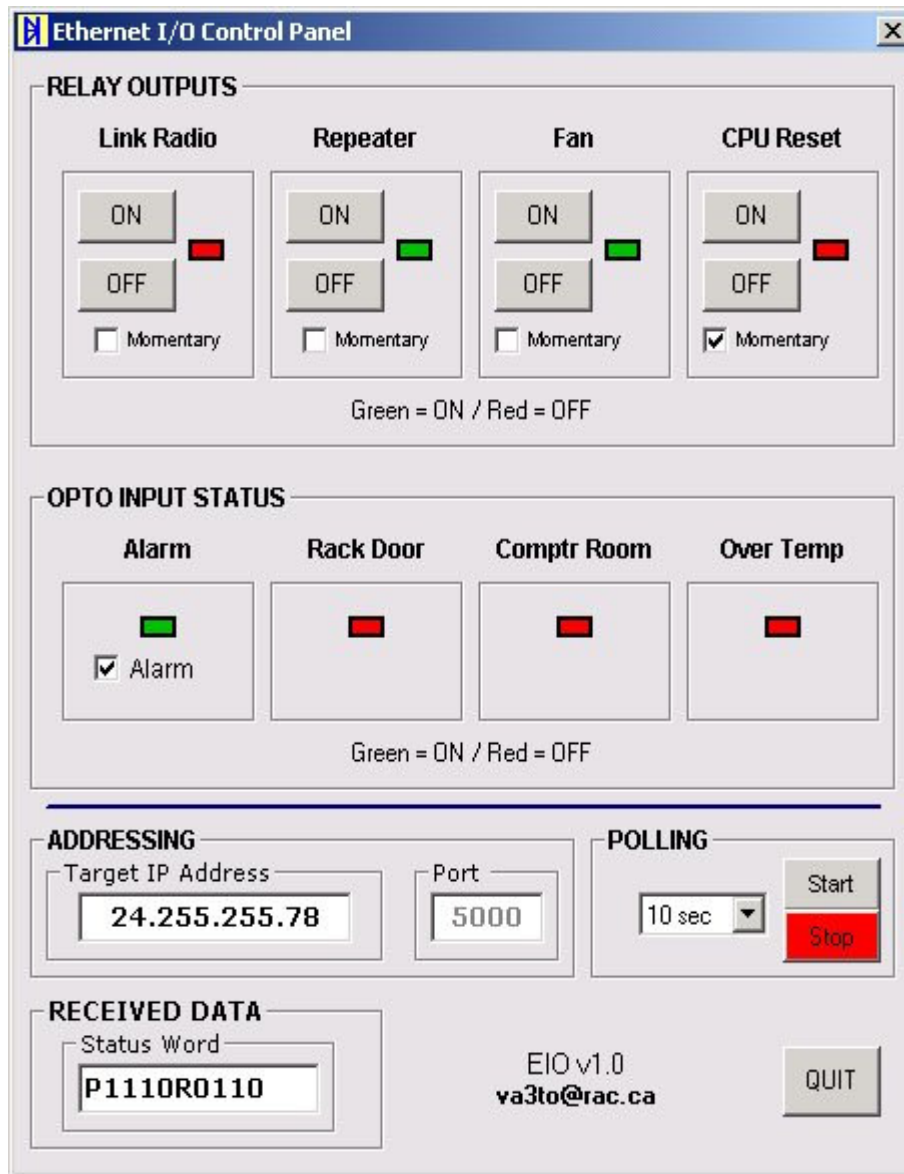 Ethernet I/O Control Panel
RELAY OUTPUTS
Link Radio Repeater Fan CPU Reset
ON ON ON ON
OFF OFF OFF OFF
Momentary Momentary Momentary Momentary
Green = ON / Red = OFF
OPTO INPUT STATUS
Alarm Rack Door Comptr Room Over Temp
Alarm
Green = ON / Red = OFF
ADDRESSING POLLING
Target IP Address Port
24.255.255.78 5000 10 sec Start
Stop
RECEIVED DATA
Status Word
P1110R0110
EIO v1.0
va3to@rac.ca
QUIT